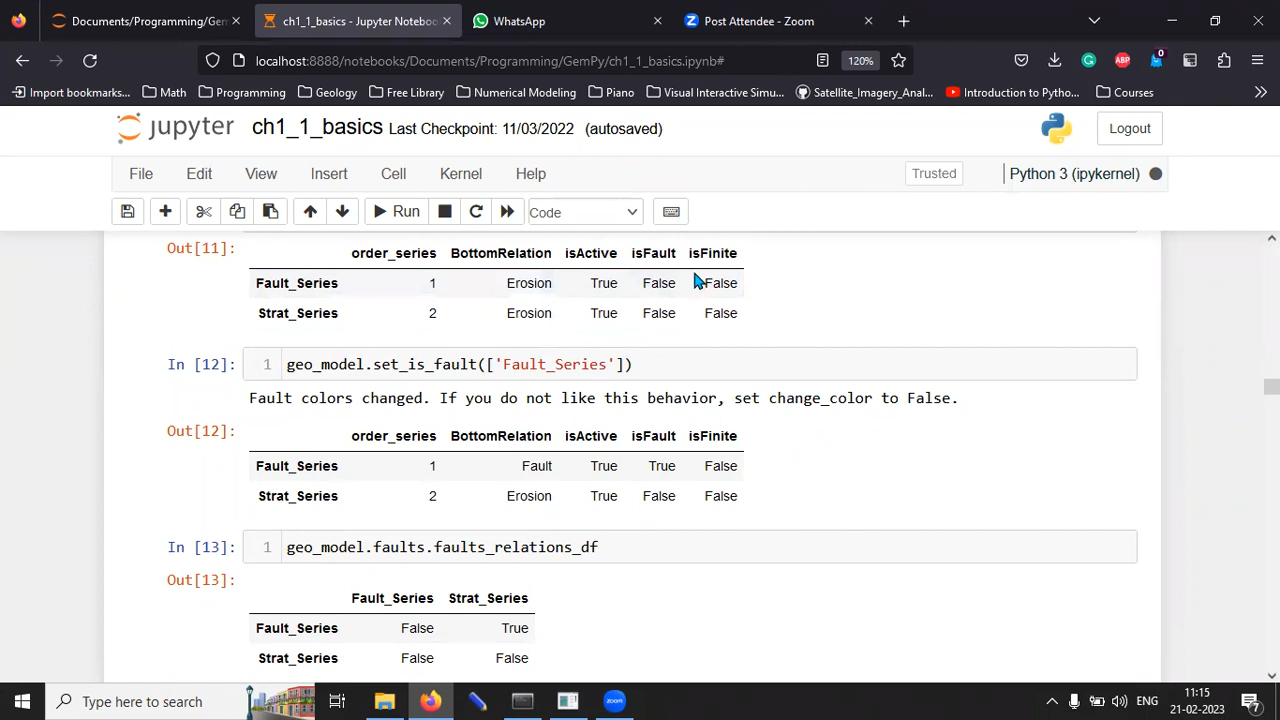 Documents/Programming/Gem
ch1_1_basics - Jupyter Noteboo
WhatsApp
Post Attendee - Zoom
localhost:8888/notebooks/Documents/Programming/GemPy/ch1_1_basics.ipynb#
120%
Import bookmarks...
Math
Programming
Geology
Free Library
Numerical Modeling
Piano
Visual Interactive Simu...
Satellite_Imagery_Anal...
Introduction to Pytho...
Courses
ABP
0
jupyter
ch1_1_basics Last Checkpoint: 11/03/2022 (autosaved)
Logout
File Edit View Insert Cell Kernel Help
Trusted
Python 3 (ipykernel)
Run
Code
Out[11]:
order_series BottomRelation isActive isFault isFinite
Fault_Series 1 Erosion True False False
Strat_Series 2 Erosion True False False
In [12]: 1 geo_model.set_is_fault(['Fault_Series'])
Fault colors changed. If you do not like this behavior, set change_color to False.
Out[12]:
order_series BottomRelation isActive isFault isFinite
Fault_Series 1 Fault True True False
Strat_Series 2 Erosion True False False
In [13]: 1 geo_model.faults.faults_relations_df
Out[13]:
Fault_Series Strat_Series
Fault_Series False True
Strat_Series False False
Type here to search
zoom
ENG
11:15
21-02-2023
7